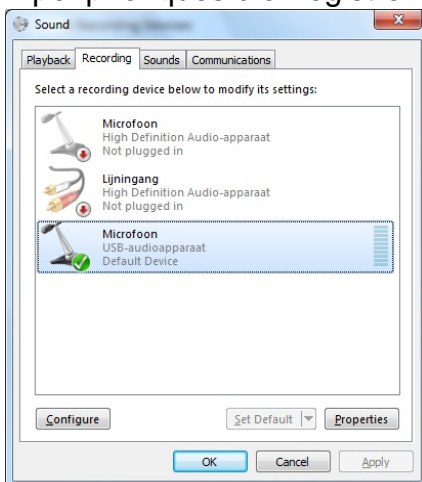 Sound
Playback Recording Sounds Communications
Select a recording device below to modify its settings:
Microfoon
High Definition Audio-apparaat
Not plugged in
Lijningang
High Definition Audio-apparaat
Not plugged in
Microfoon
USB-audioapparaat
Default Device
Configure Set Default Properties
OK Cancel Apply